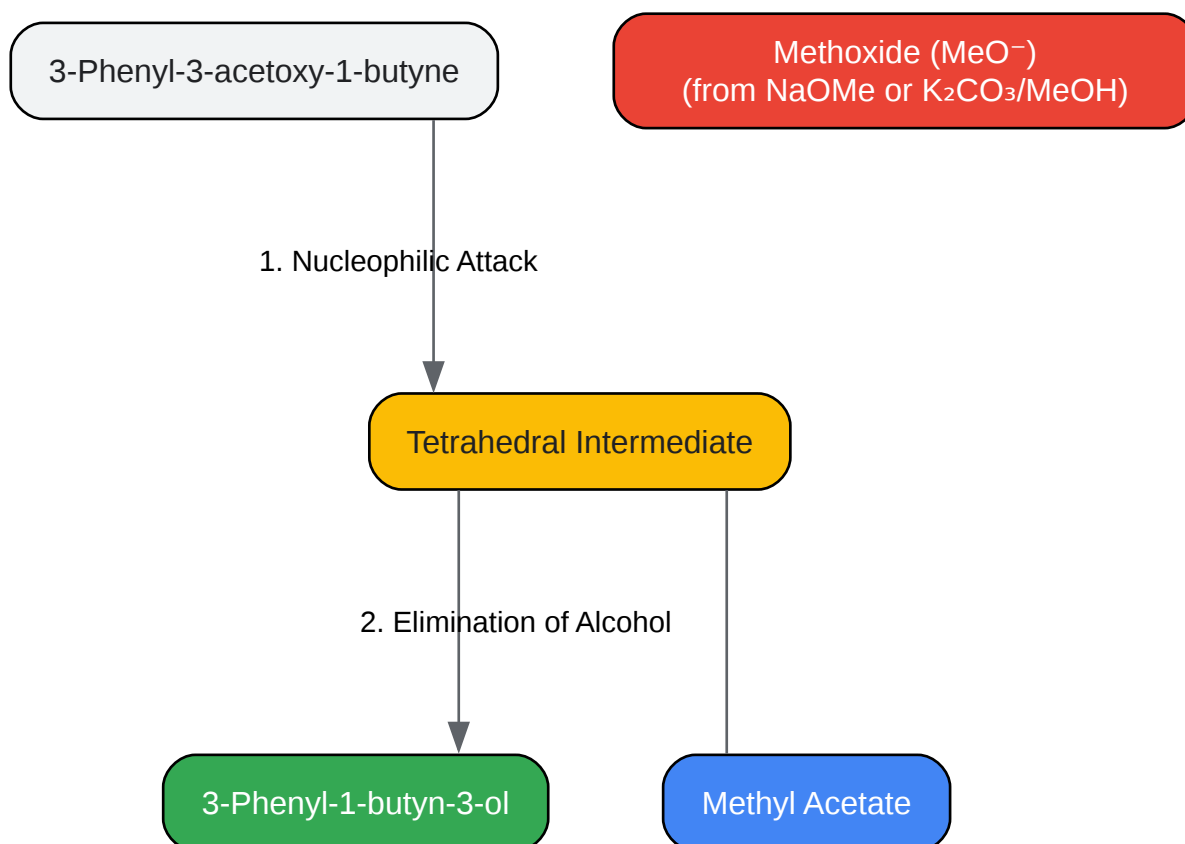 3-Phenyl-3-acetoxy-1-butyne
Methoxide (MeO⁻)
(from NaOMe or K₂CO₃/MeOH)
1. Nucleophilic Attack
Tetrahedral Intermediate
2. Elimination of Alcohol
3-Phenyl-1-butyn-3-ol
Methyl Acetate